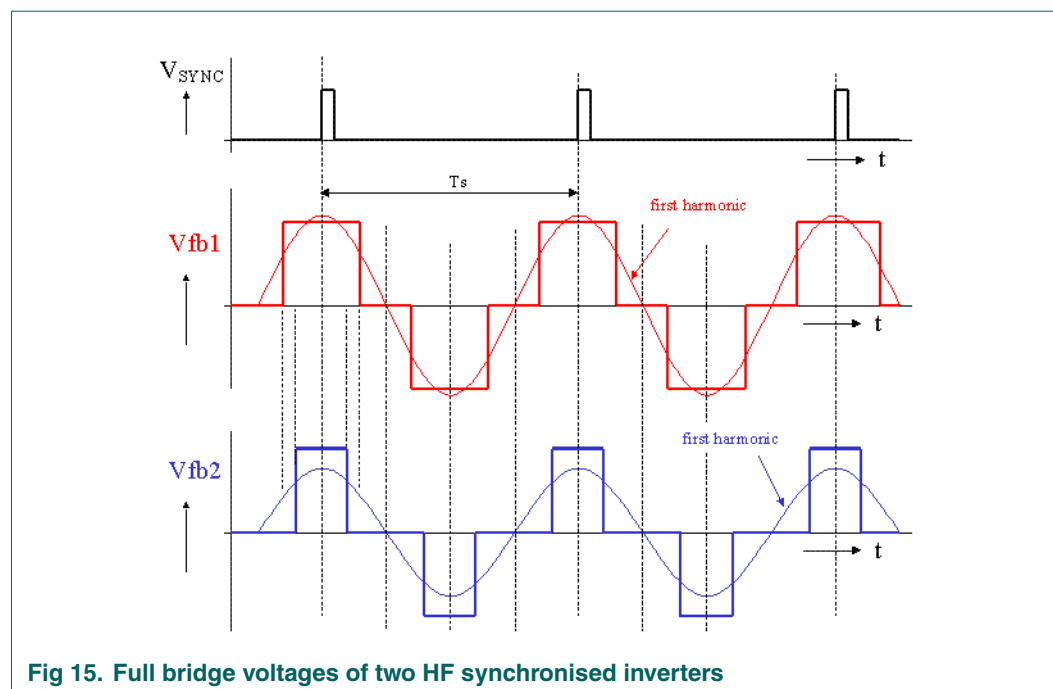 VSYNC
t
Ts
first harmonic
Vfb1
t
first harmonic
Vfb2
t
Fig 15. Full bridge voltages of two HF synchronised inverters